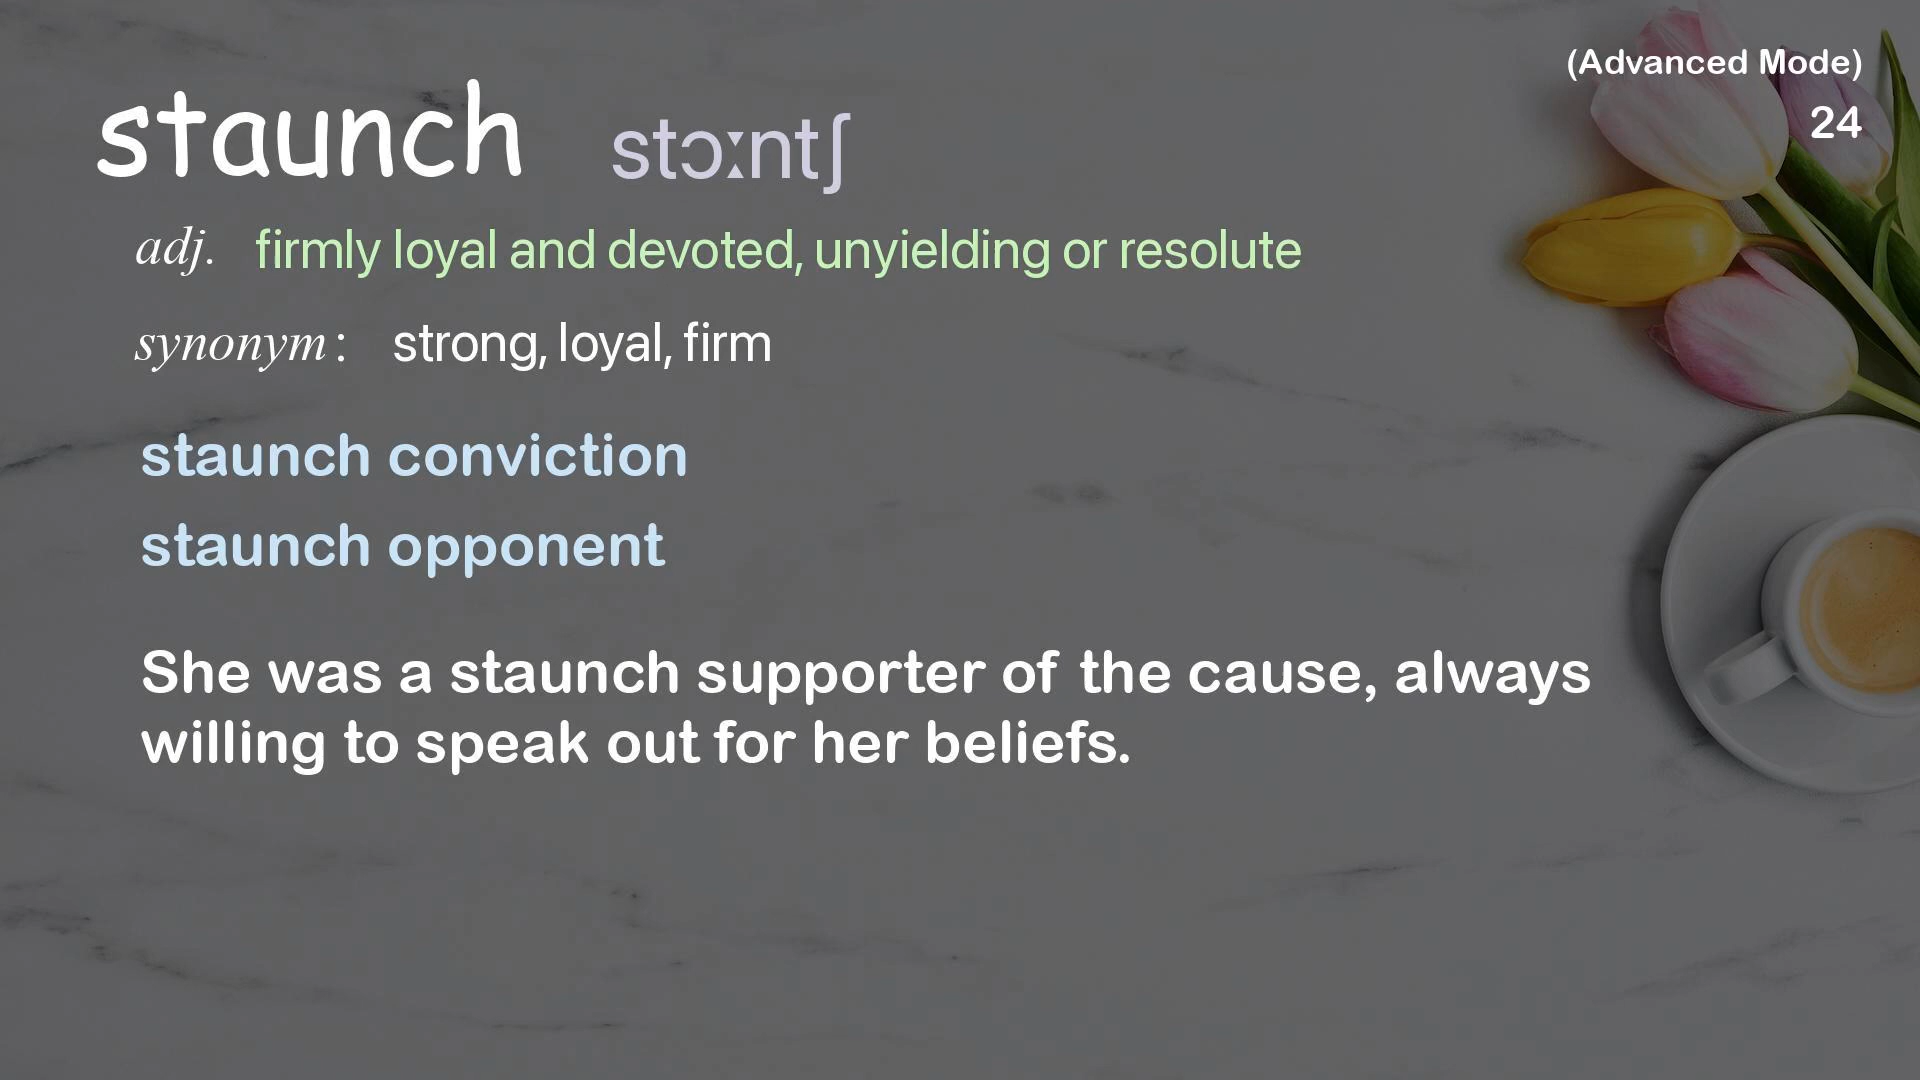 (Advanced Mode)
24
staunch stɔːntʃ
adj. firmly loyal and devoted, unyielding or resolute
synonym: strong, loyal, firm
staunch conviction
staunch opponent
She was a staunch supporter of the cause, always
willing to speak out for her beliefs.